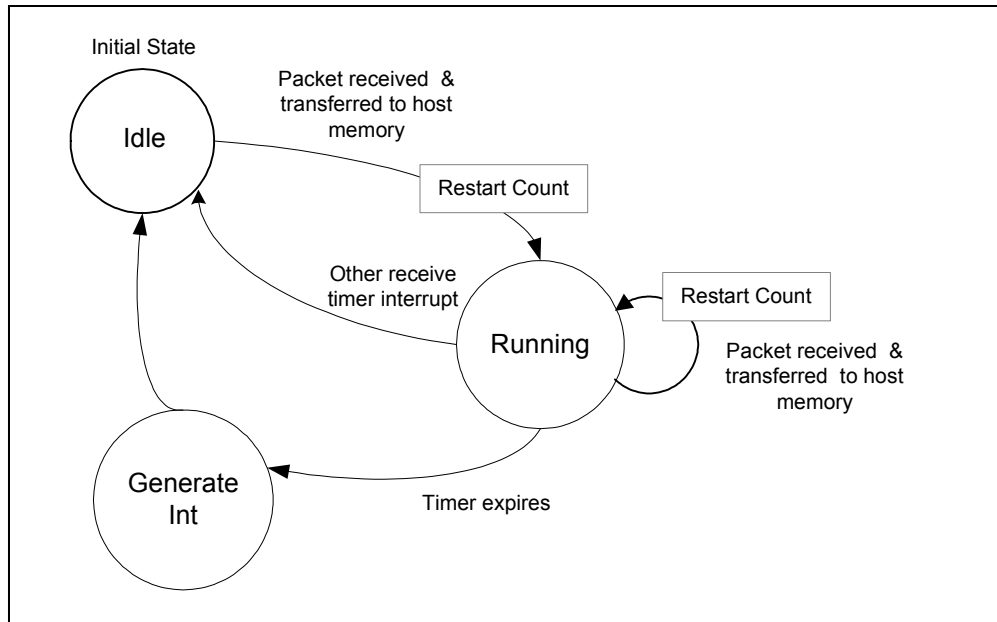 Initial State
Idle
Packet received &
transferred to host
memory
Restart Count
Other receive
timer interrupt
Running
Restart Count
Packet received &
transferred to host
memory
Generate
Int
Timer expires